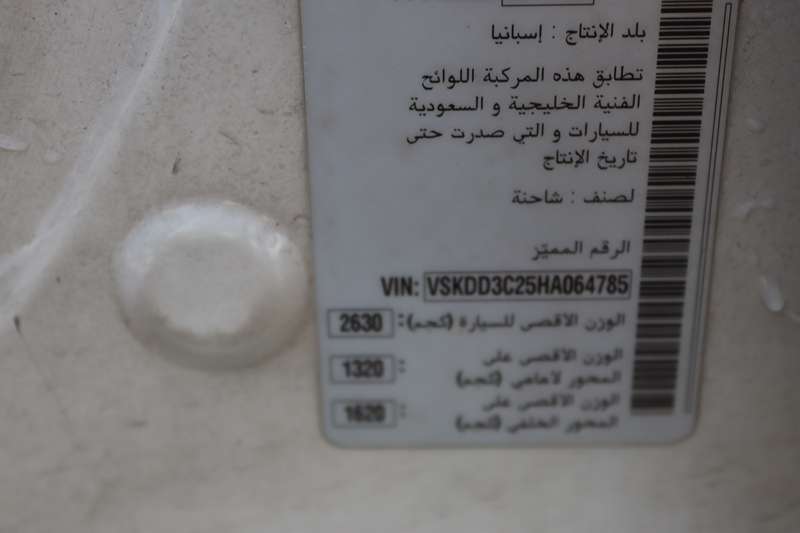 بلد الإنتاج : إسبانيا
تطابق هذه المركبة اللوائح
الفنية الخليجية و السعودية
للسيارات و التي صدرت حتى
تاريخ الإنتاج
لصنف : شاحنة
الرقم المميّز
VIN: VSKDD3C25HA064785
الوزن الاقصى للسيارة (كجم): 2630
الوزن الاقصى على : 1320
المحور لامامي (كجم)
الوزن الاقصى على : 1620
المحور الخلفي (كجم)